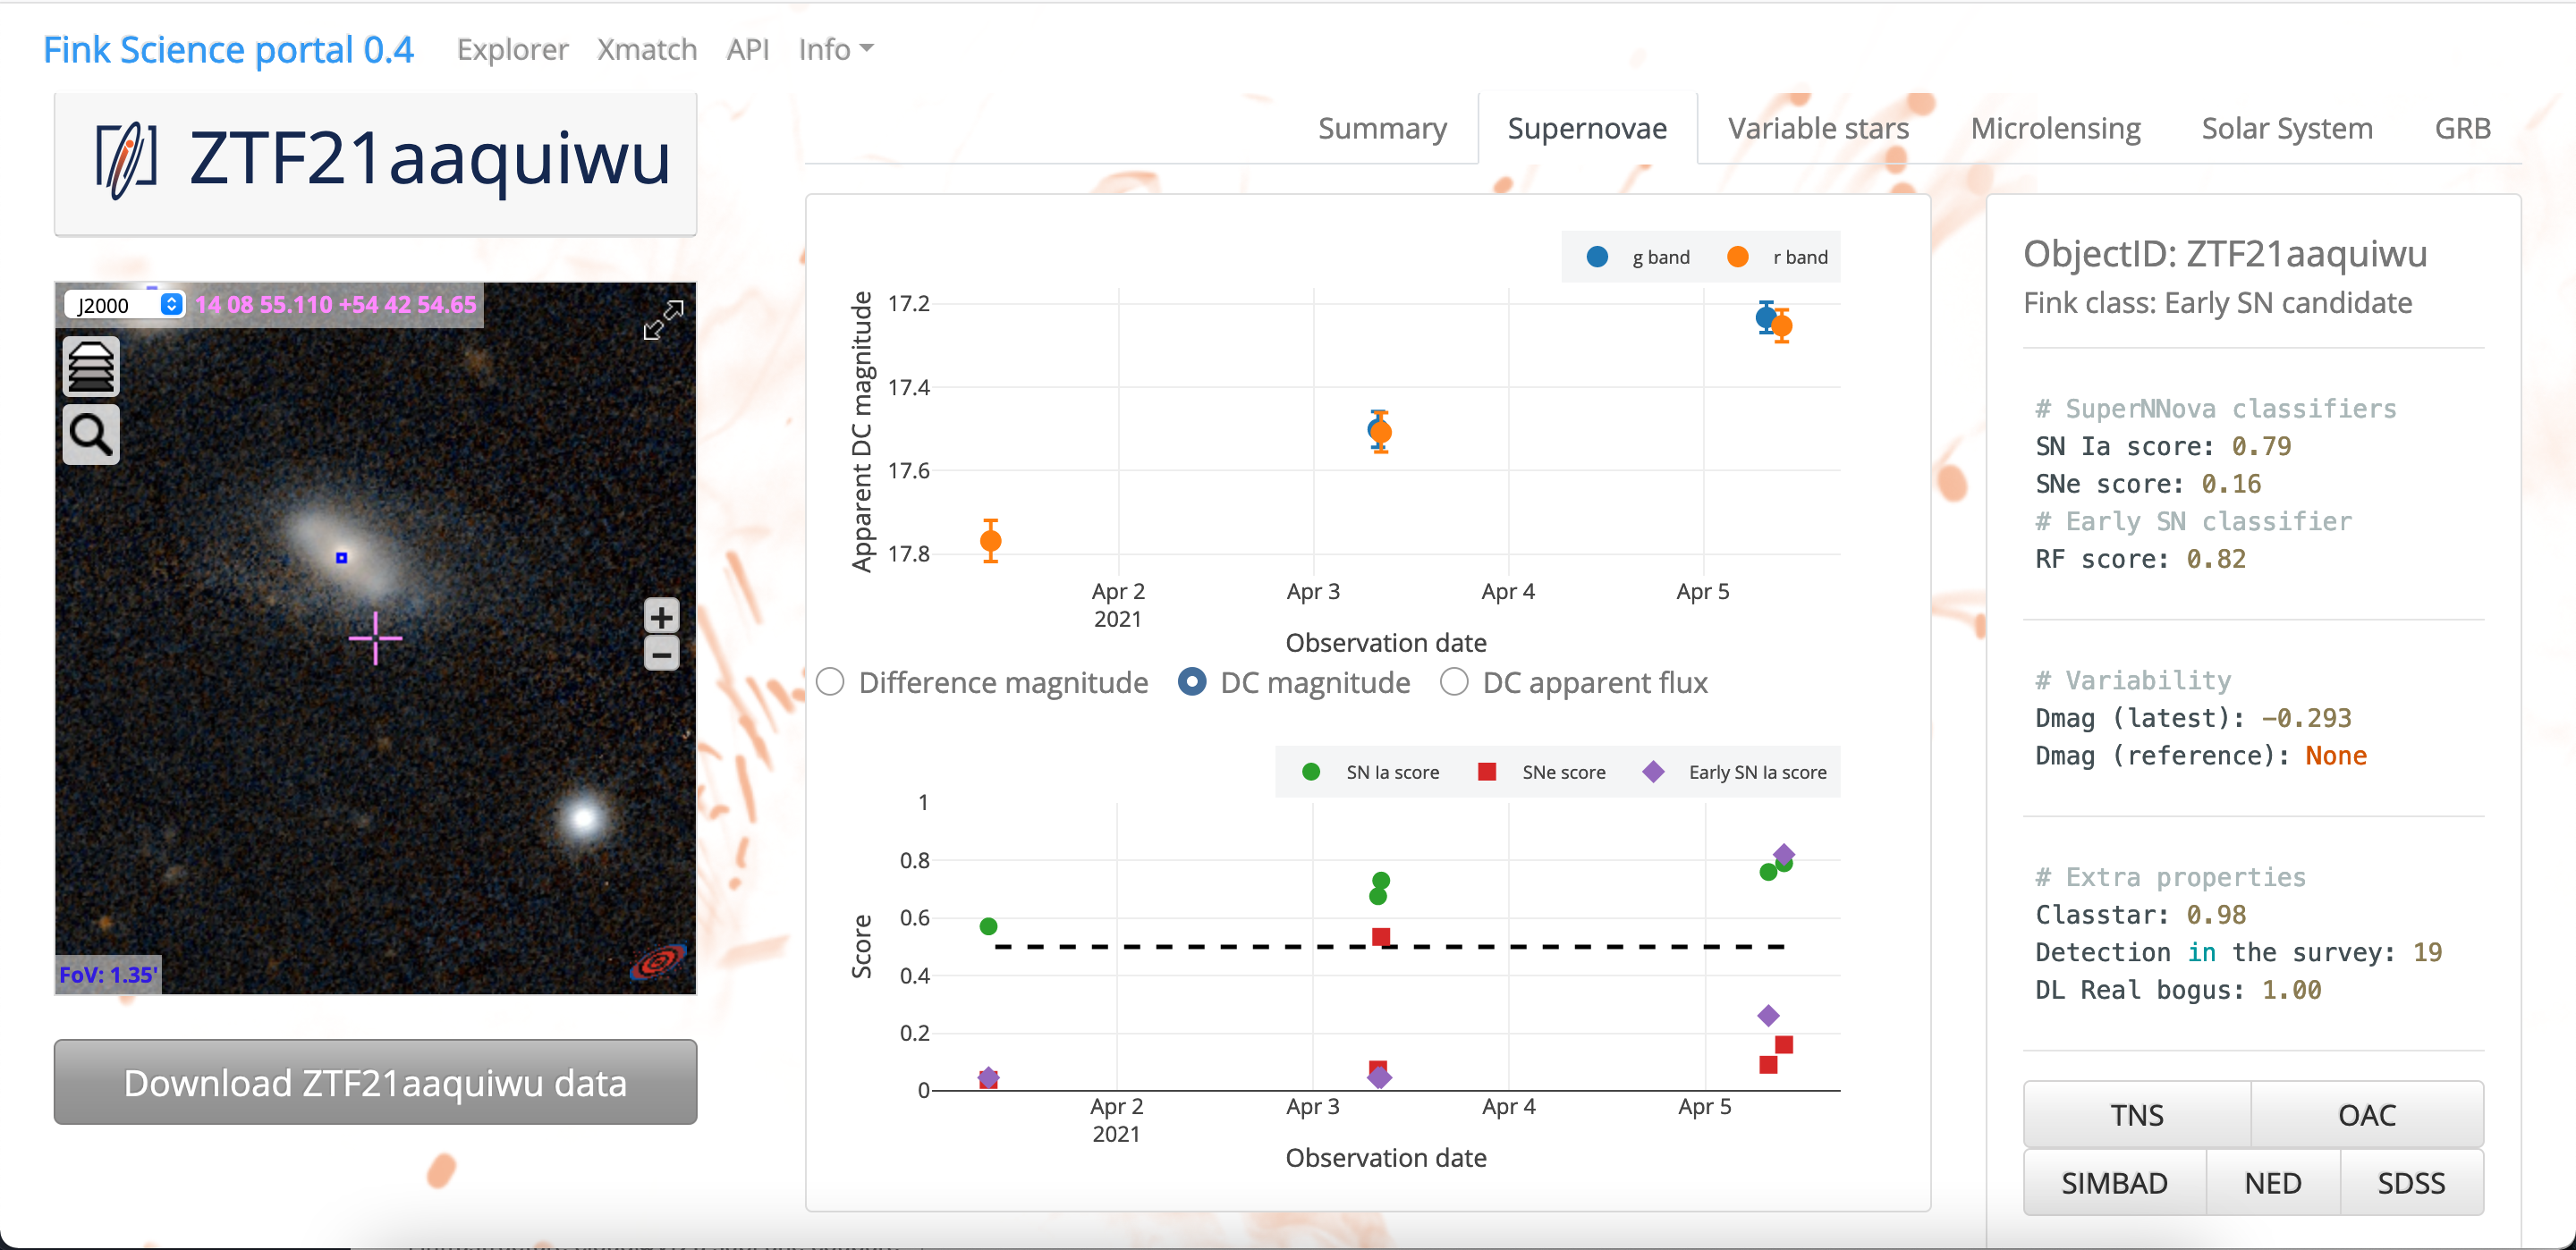 Fink Science portal 0.4 Explorer Xmatch API Info
ZTF21aaquiwu
J2000 14 08 55.110 +54 42 54.65
+
−
FoV: 1.35'
Download ZTF21aaquiwu data
Summary Supernovae Variable stars Microlensing Solar System GRB
g band r band
Apparent DC magnitude
17.2
17.4
17.6
17.8
Apr 2 Apr 3 Apr 4 Apr 5
2021
Observation date
Difference magnitude DC magnitude DC apparent flux
SN Ia score SNe score Early SN Ia score
Score
1
0.8
0.6
0.4
0.2
0
Apr 2 Apr 3 Apr 4 Apr 5
2021
Observation date
ObjectID: ZTF21aaquiwu
Fink class: Early SN candidate
# SuperNNova classifiers
SN Ia score: 0.79
SNe score: 0.16
# Early SN classifier
RF score: 0.82
# Variability
Dmag (latest): -0.293
Dmag (reference): None
# Extra properties
Classtar: 0.98
Detection in the survey: 19
DL Real bogus: 1.00
TNS OAC
SIMBAD NED SDSS